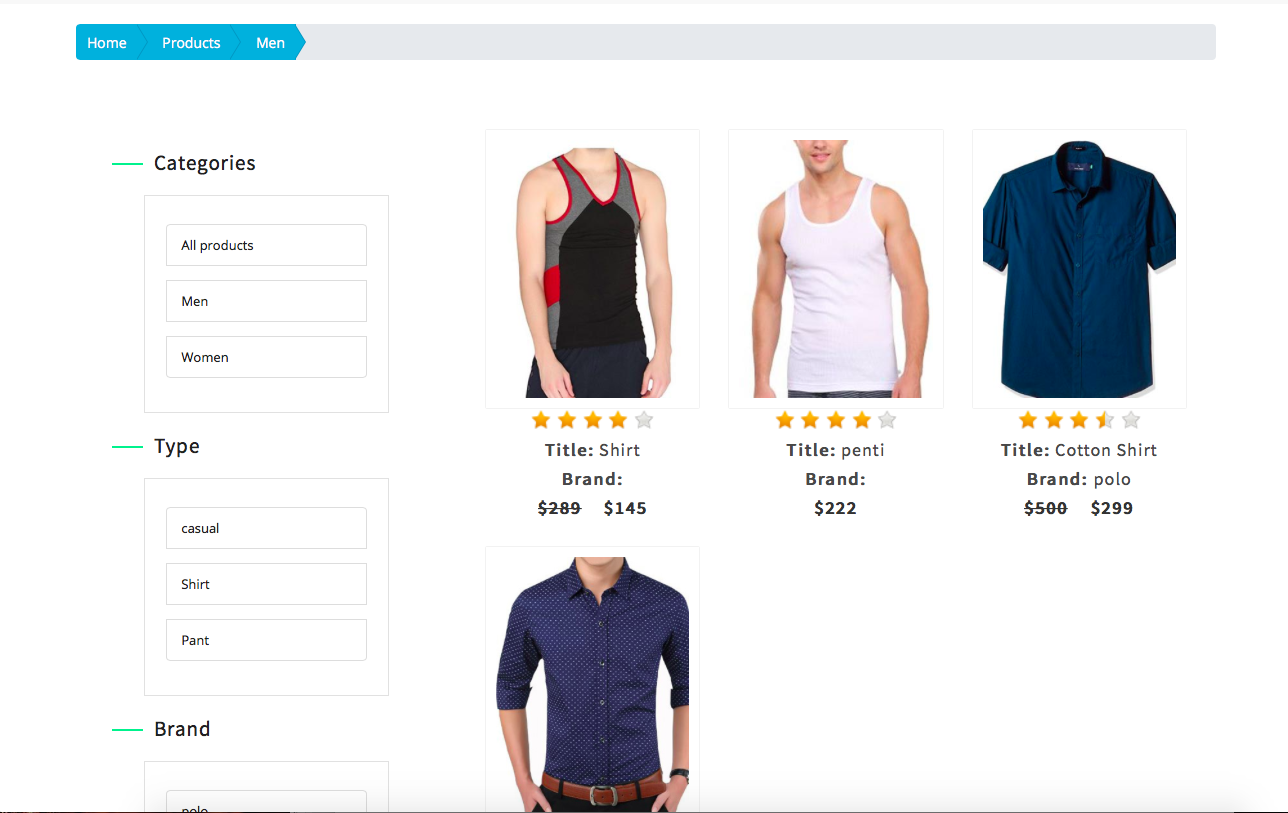 Home Products Men
Categories
All products
Men
Women
Type
casual
Shirt
Pant
Brand
polo
Title: Shirt
Brand:
$289 $145
Title: penti
Brand:
$222
Title: Cotton Shirt
Brand: polo
$500 $299